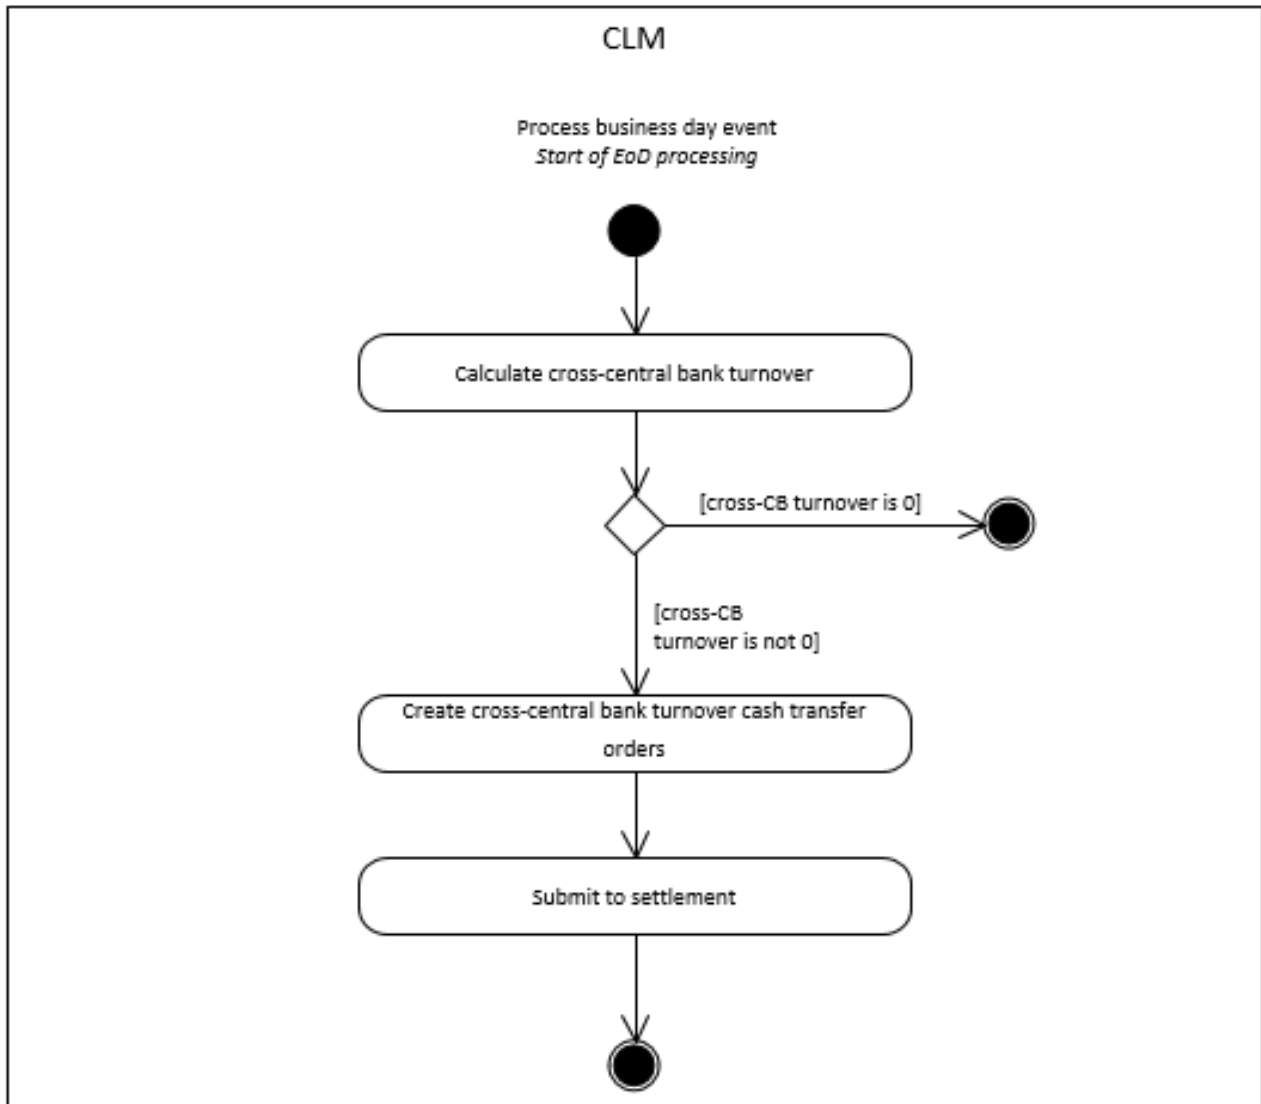 CLM
Process business day event
Start of EoD processing
Calculate cross-central bank turnover
[cross-CB turnover is 0]
[cross-CB
turnover is not 0]
Create cross-central bank turnover cash transfer
orders
Submit to settlement